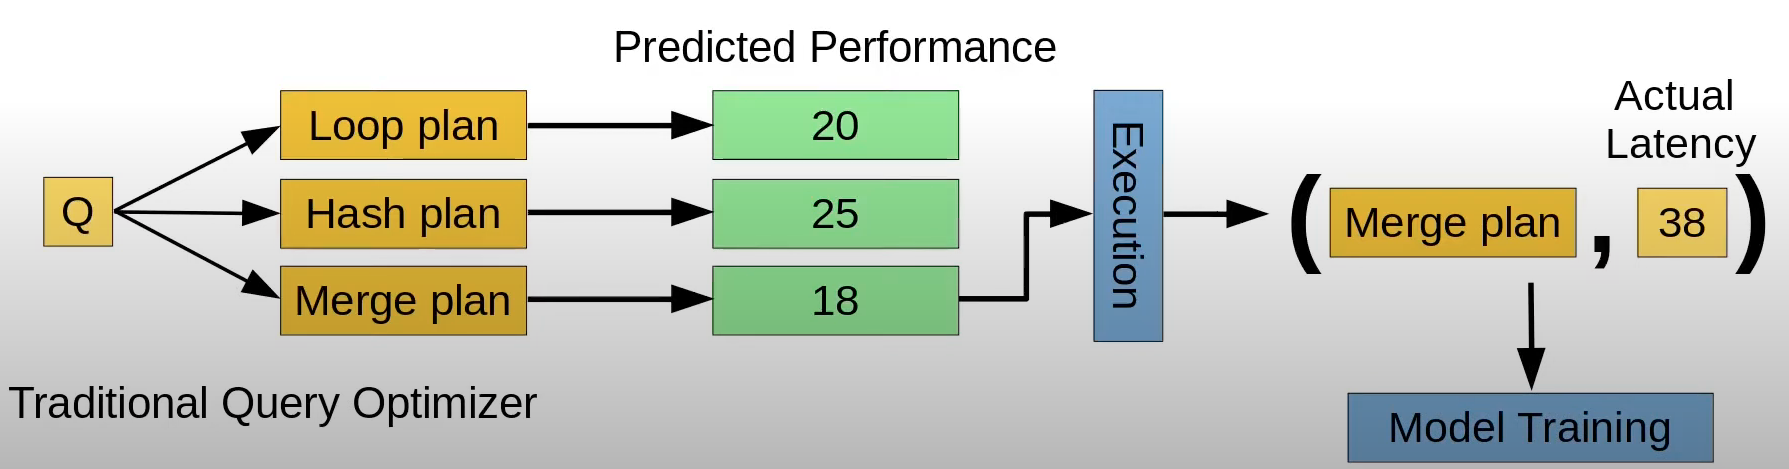 Predicted Performance
Actual
Latency
Q
Loop plan
20
Hash plan
25
Merge plan
18
Execution
( Merge plan , 38 )
Traditional Query Optimizer
Model Training